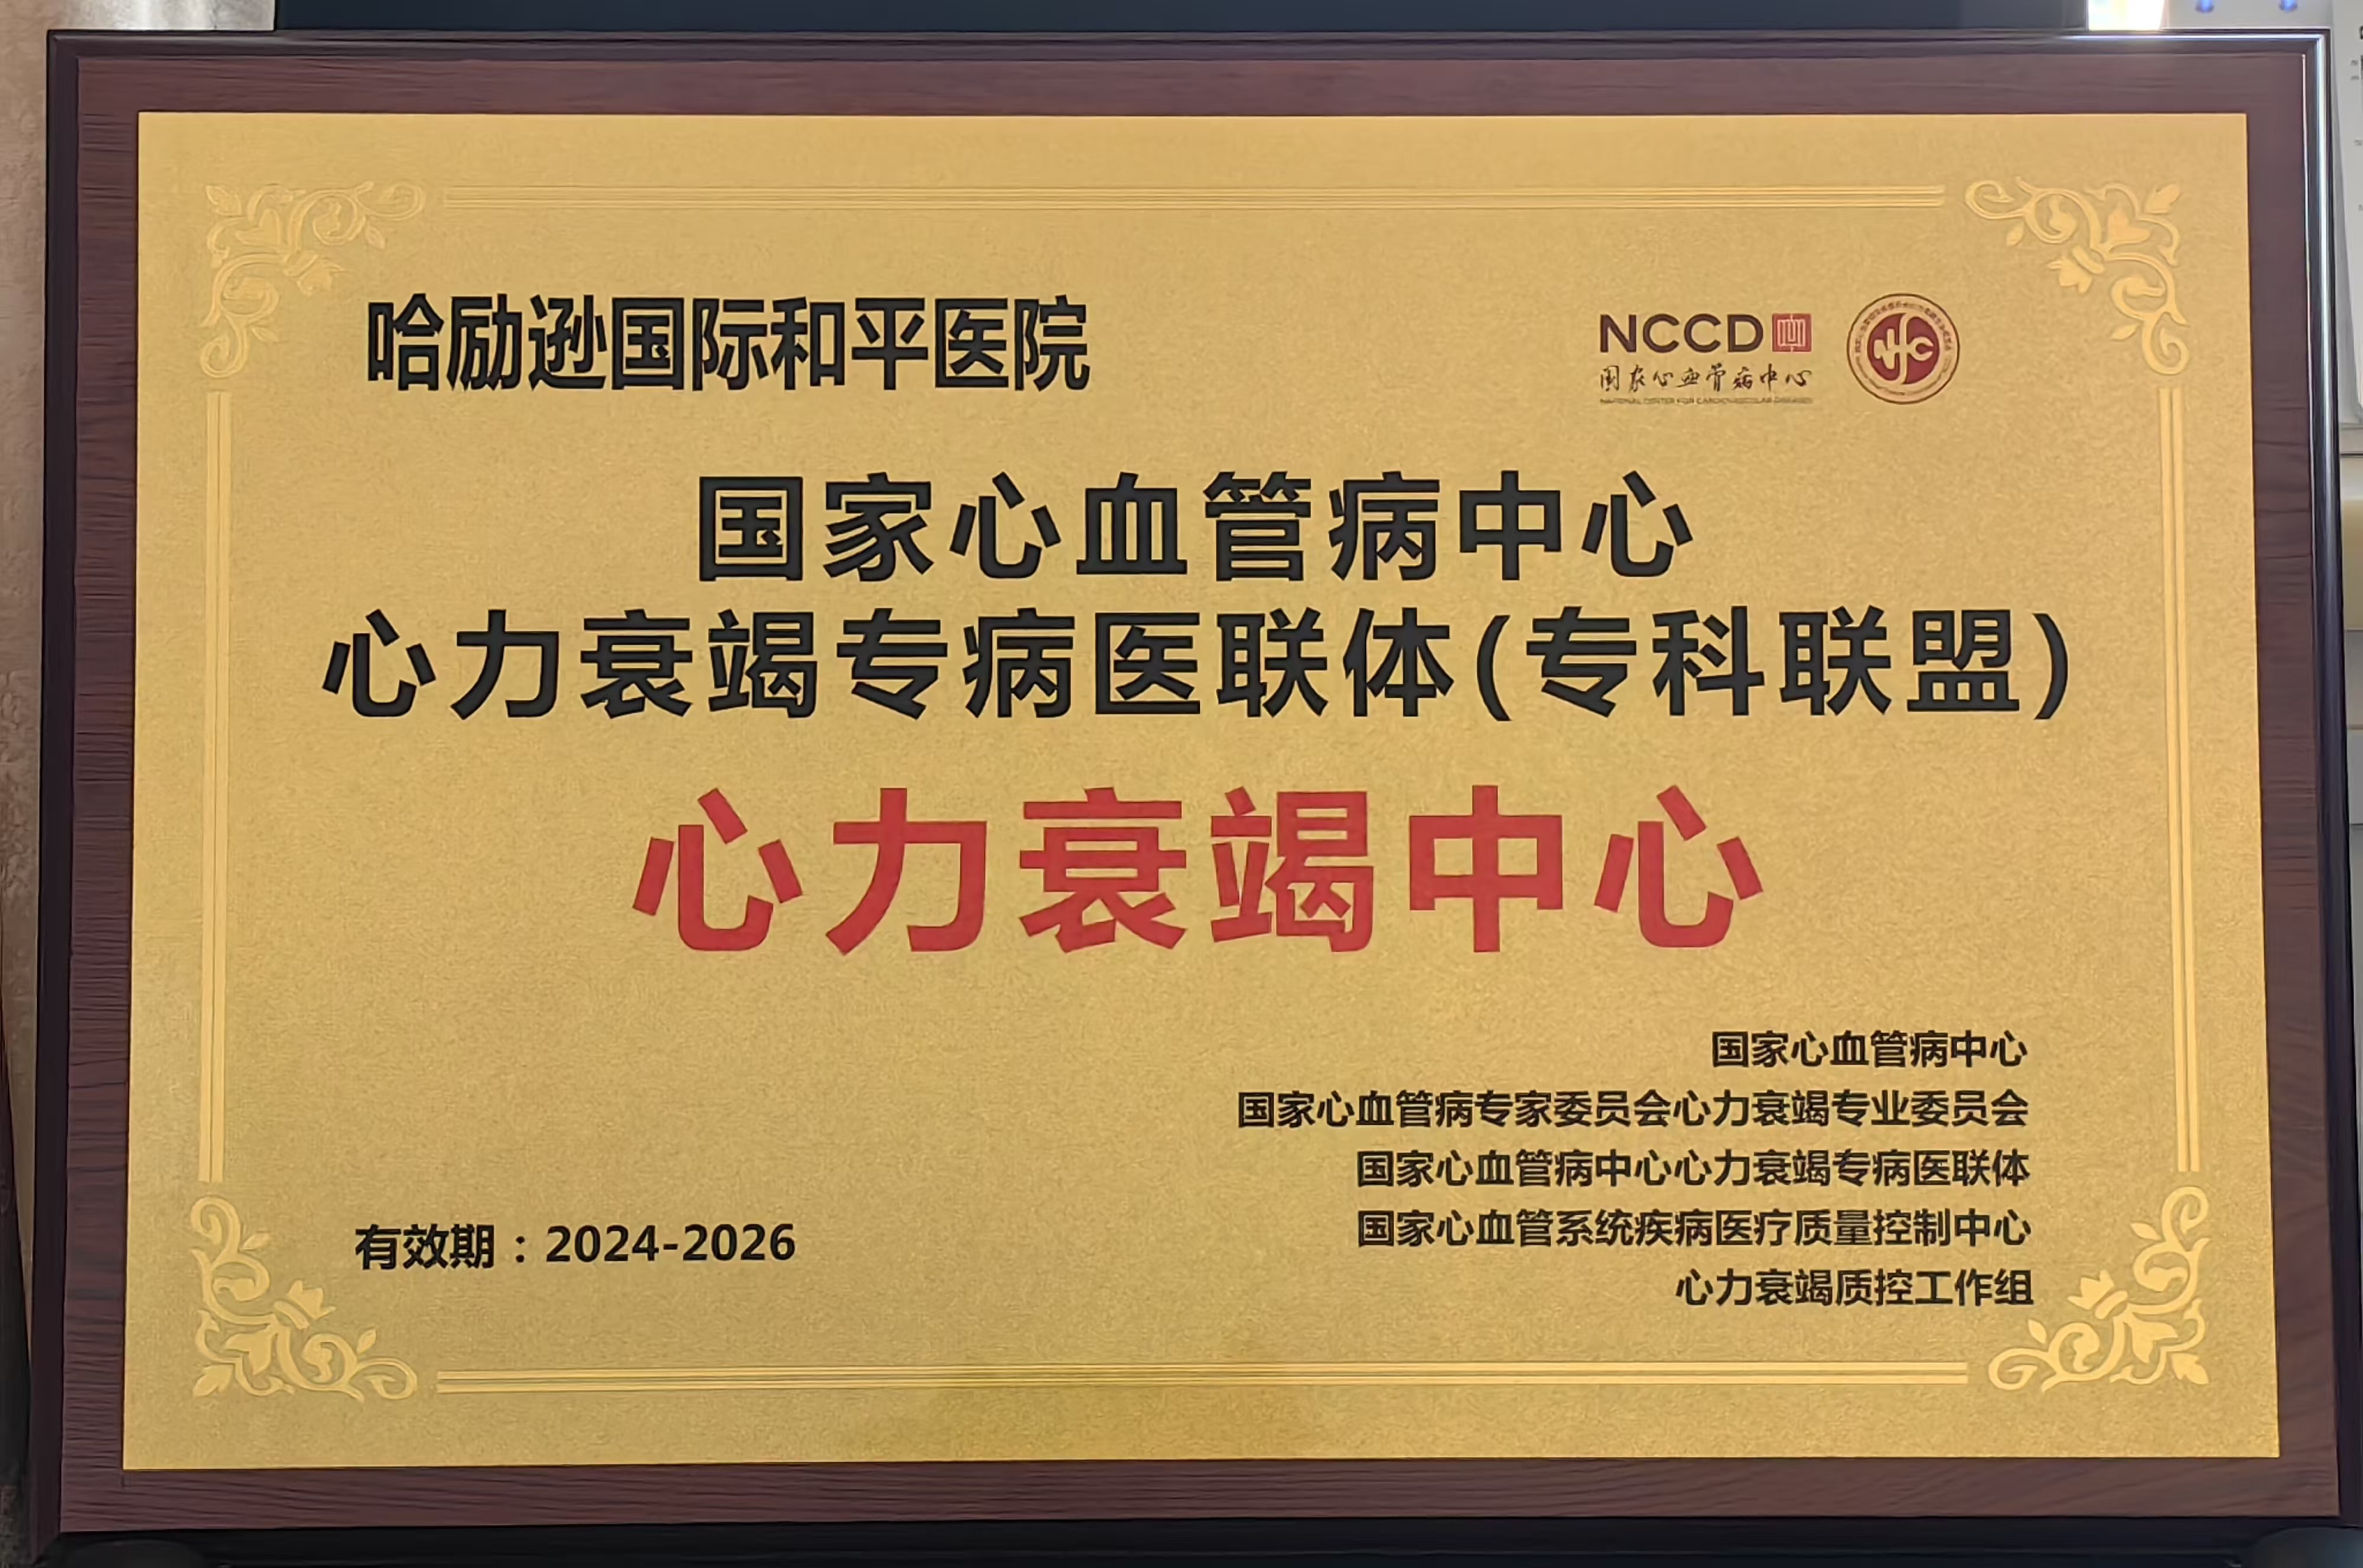 哈励逊国际和平医院
NCCD
国家心血管病中心
NATIONAL CENTER FOR CARDIOVASCULAR DISEASES
国家心血管病中心
心力衰竭专病医联体(专科联盟)
心力衰竭中心
国家心血管病中心
国家心血管病专家委员会心力衰竭专业委员会
国家心血管病中心心力衰竭专病医联体
国家心血管系统疾病医疗质量控制中心
心力衰竭质控工作组
有效期：2024-2026